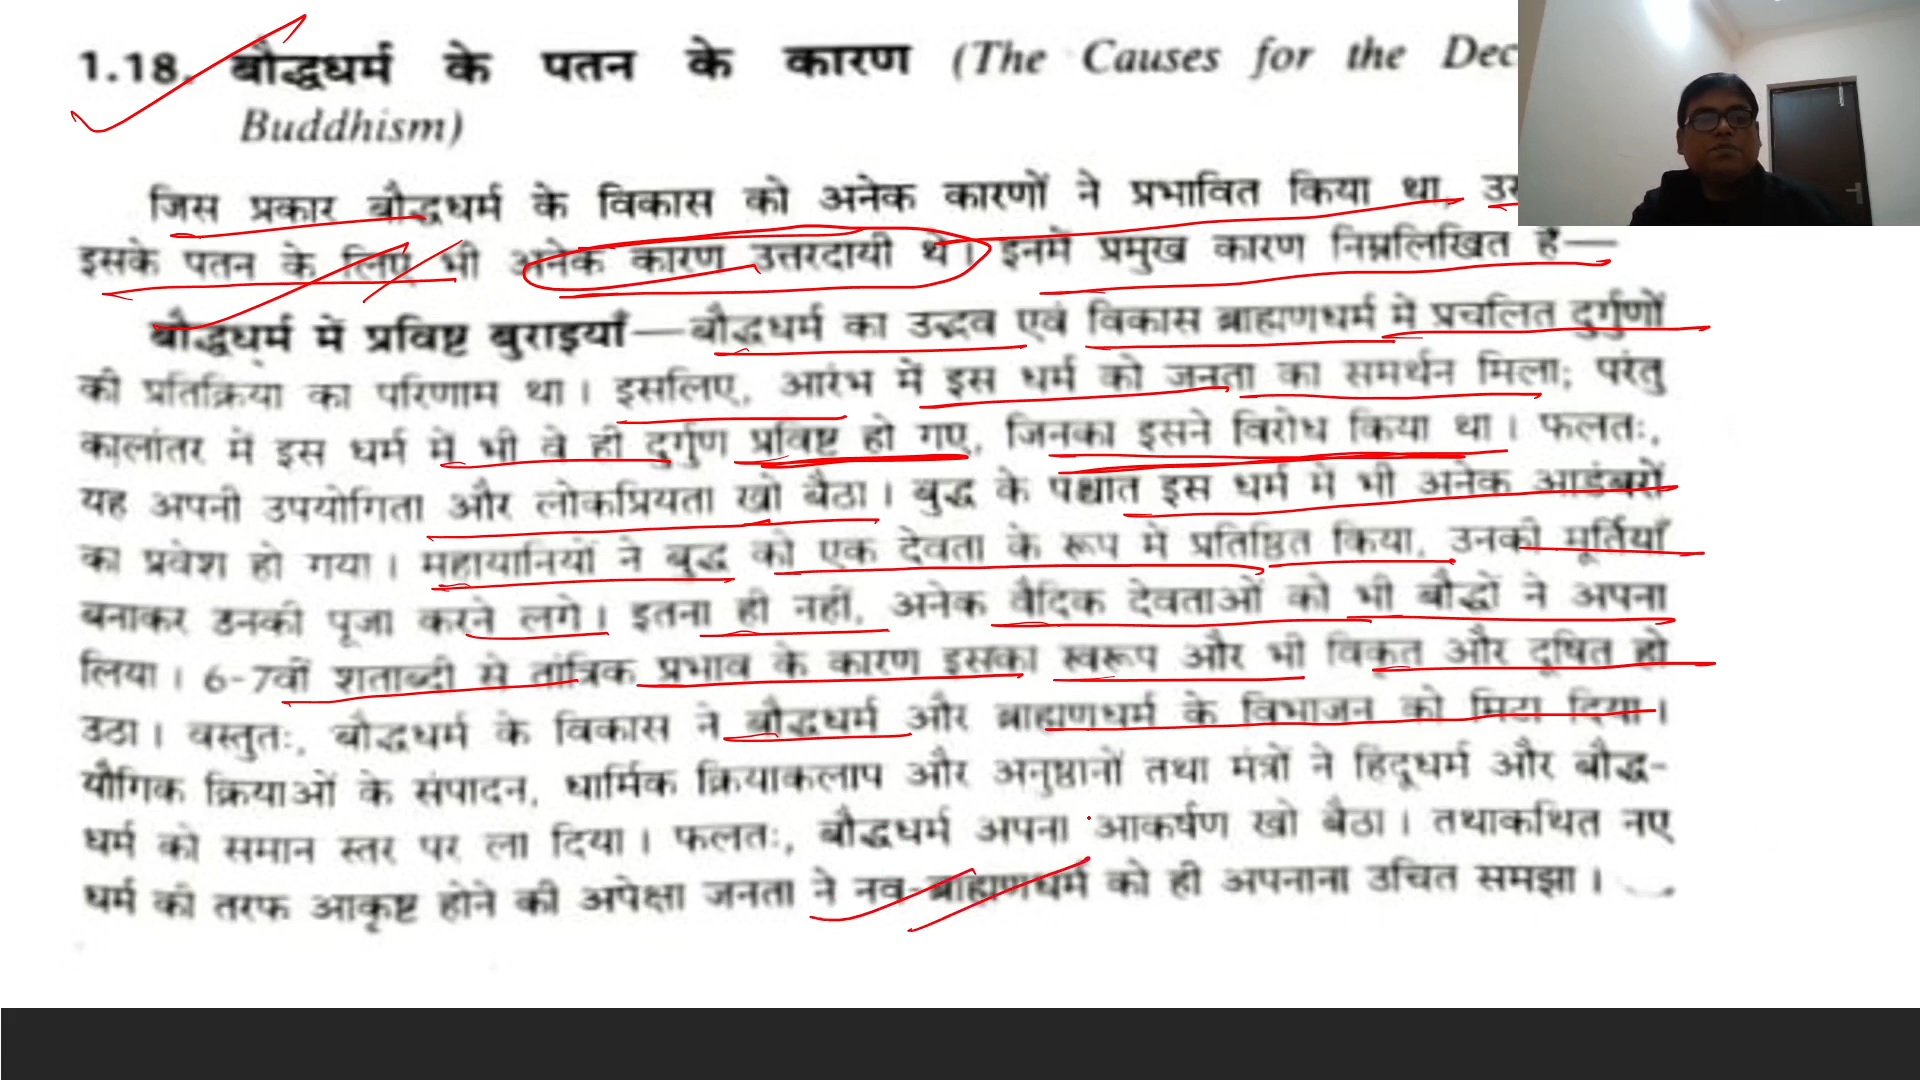 1.18. बौद्धधर्म के पतन के कारण (The Causes for the Dec
Buddhism)
जिस प्रकार बौद्धधर्म के विकास को अनेक कारणों ने प्रभावित किया था, उस
इसके पतन के लिए भी अनेक कारण उत्तरदायी थे। इनमें प्रमुख कारण निम्नलिखित हैं—
बौद्धधर्म में प्रविष्ट बुराइयाँ—बौद्धधर्म का उद्भव एवं विकास ब्राह्मणधर्म में प्रचलित दुर्गुणों
की प्रतिक्रिया का परिणाम था। इसलिए, आरंभ में इस धर्म को जनता का समर्थन मिला; परंतु
कालांतर में इस धर्म में भी वे ही दुर्गुण प्रविष्ट हो गए, जिनका इसने विरोध किया था। फलतः,
यह अपनी उपयोगिता और लोकप्रियता खो बैठा। बुद्ध के पश्चात इस धर्म में भी अनेक आडंबरों
का प्रवेश हो गया। महायानियों ने बुद्ध को एक देवता के रूप में प्रतिष्ठित किया, उनकी मूर्तियाँ
बनाकर उनकी पूजा करने लगे। इतना ही नहीं, अनेक वैदिक देवताओं को भी बौद्धों ने अपना
लिया। 6-7वीं शताब्दी से तांत्रिक प्रभाव के कारण इसका स्वरूप और भी विकृत और दूषित हो
उठा। वस्तुतः, बौद्धधर्म के विकास ने बौद्धधर्म और ब्राह्मणधर्म के विभाजन को मिटा दिया।
यौगिक क्रियाओं के संपादन, धार्मिक क्रियाकलाप और अनुष्ठानों तथा मंत्रों ने हिंदूधर्म और बौद्ध-
धर्म को समान स्तर पर ला दिया। फलतः, बौद्धधर्म अपना आकर्षण खो बैठा। तथाकथित नए
धर्म की तरफ आकृष्ट होने की अपेक्षा जनता ने नव-ब्राह्मणधर्म को ही अपनाना उचित समझा।